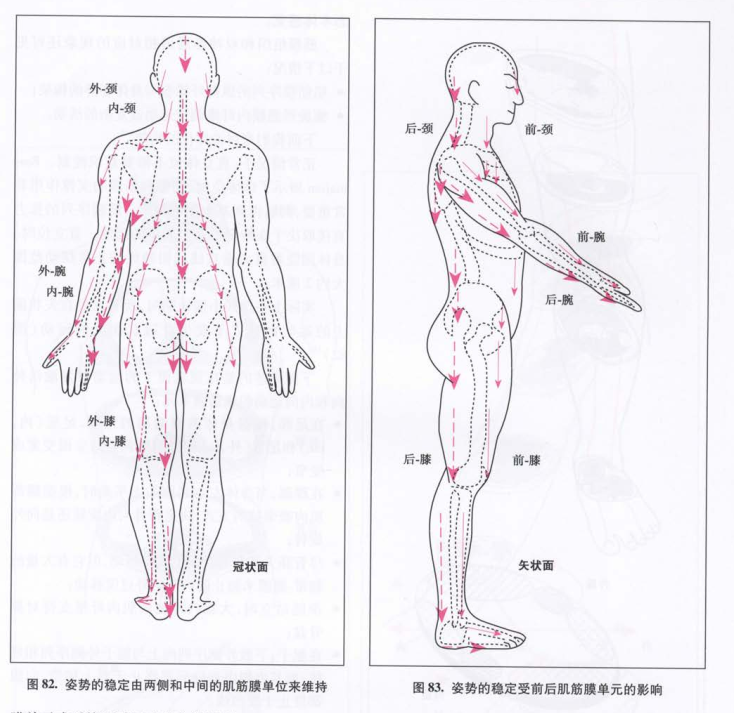 外-颈
内-颈
外-腕
内-腕
外-膝
内-膝
冠状面
图 82. 姿势的稳定由两侧和中间的肌筋膜单位来维持
后-颈
前-颈
前-腕
后-腕
后-膝
前-膝
矢状面
图 83. 姿势的稳定受前后肌筋膜单元的影响